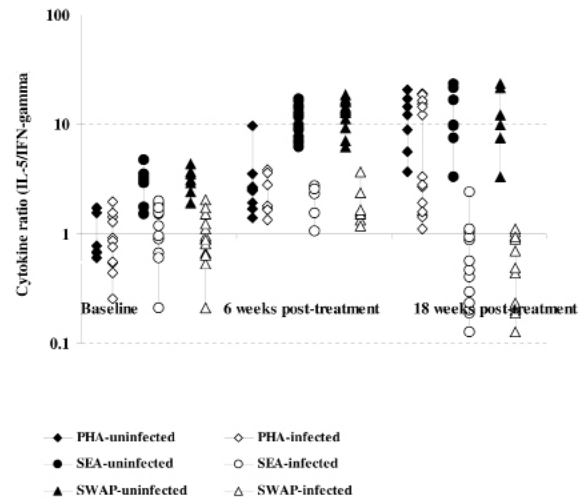 100
10
1
0.1
Cytokine ratio (IL-5/IFN-gamma
Baseline 6 weeks post-treatment 18 weeks post-treatment
PHA-uninfected PHA-infected
SEA-uninfected SEA-infected
SWAP-uninfected SWAP-infected